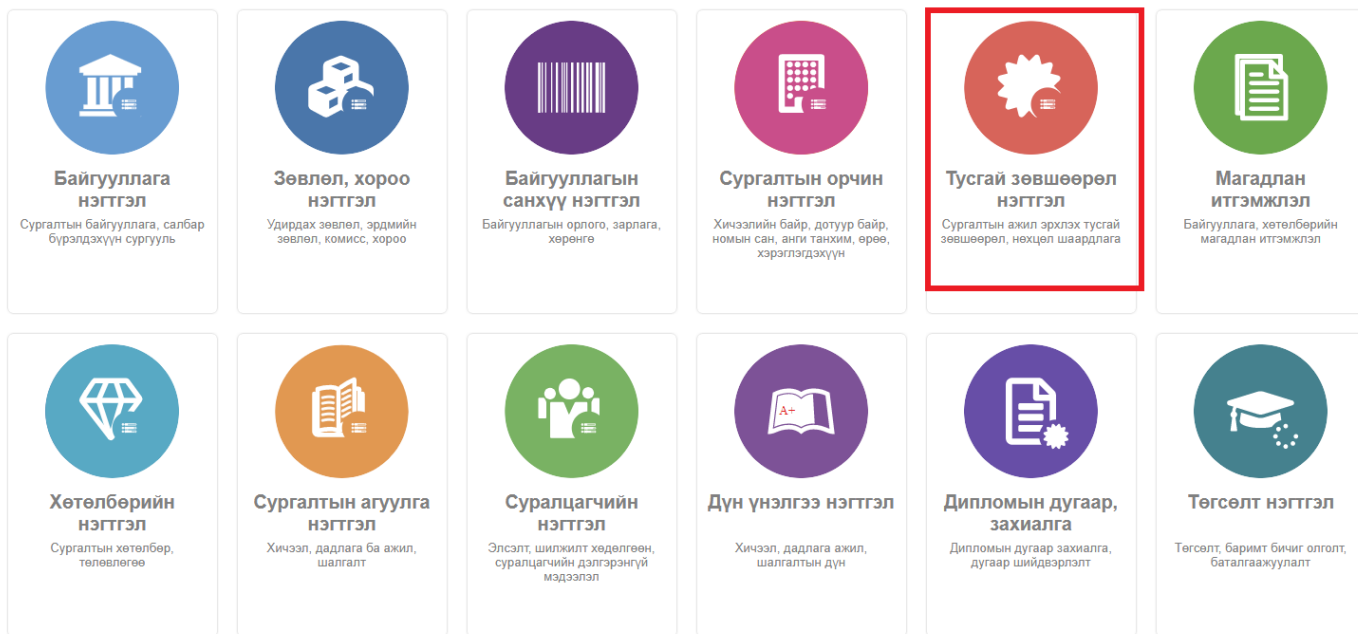 Байгууллага
нэгтгэл
Сургалтын байгууллага, салбар
бүрэлдэхүүн сургууль
Зөвлөл, хороо
нэгтгэл
Удирдах зөвлөл, эрдмийн
зөвлөл, комисс, хороо
Байгууллагын
санхүү нэгтгэл
Байгууллагын орлого, зарлага,
хөрөнгө
Сургалтын орчин
нэгтгэл
Хичээлийн байр, дотуур байр,
номын сан, анги танхим, өрөө,
хэрэглэгдэхүүн
Тусгай зөвшөөрөл
нэгтгэл
Сургалтын ажил эрхлэх тусгай
зөвшөөрөл, нөхцөл шаардлага
Магадлан
итгэмжлэл
Байгууллага, хөтөлбөрийн
магадлан итгэмжлэл
Хөтөлбөрийн
нэгтгэл
Сургалтын хөтөлбөр,
төлөвлөгөө
Сургалтын агуулга
нэгтгэл
Хичээл, дадлага ба ажил,
шалгалт
Суралцагчийн
нэгтгэл
Элсэлт, шилжилт хөдөлгөөн,
суралцагчийн дэлгэрэнгүй
мэдээлэл
A+
Дүн үнэлгээ нэгтгэл
Хичээл, дадлага ажил,
шалгалтын дүн
Дипломын дугаар,
захиалга
Дипломын дугаар захиалга,
дугаар шийдвэрлэлт
Төгсөлт нэгтгэл
Төгсөлт, баримт бичиг олголт,
баталгаажуулалт